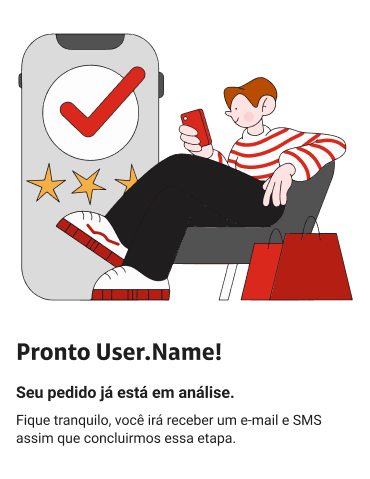 Pronto User.Name!
Seu pedido já está em análise.
Fique tranquilo, você irá receber um e-mail e SMS
assim que concluirmos essa etapa.